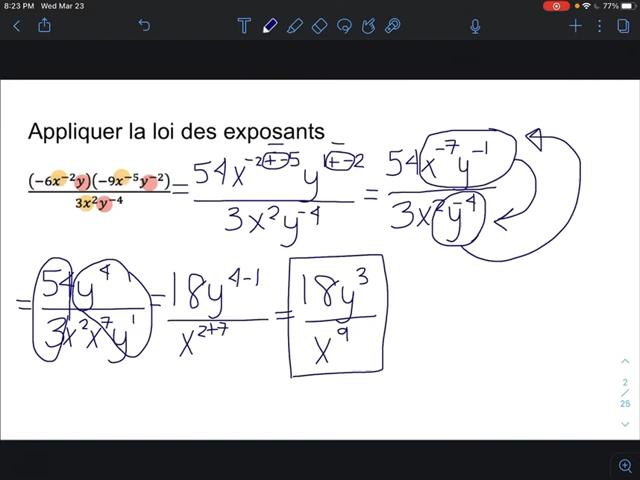 8:23 PM Wed Mar 23
77%
Appliquer la loi des exposants
(−6x⁻²y)(−9x⁻⁵y⁻²) / 3x²y⁻⁴ = 54x⁻²⁺⁻⁵y¹⁺⁻² / 3x²y⁻⁴ = 54x⁻⁷y⁻¹ / 3x²y⁻⁴
= 54y⁴ / 3x²x⁷y¹ = 18y⁴⁻¹ / x²⁺⁷ = 18y³ / x⁹
2
/
25